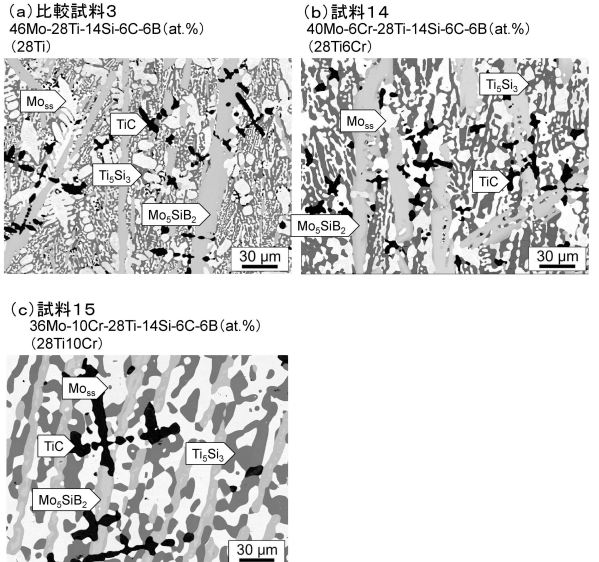 (a)比較試料3
46Mo-28Ti-14Si-6C-6B(at.%)
(28Ti)
Moss
TiC
Ti5Si3
Mo5SiB2
30 μm
(b)試料14
40Mo-6Cr-28Ti-14Si-6C-6B(at.%)
(28Ti6Cr)
Ti5Si3
Moss
TiC
Mo5SiB2
30 μm
(c)試料15
36Mo-10Cr-28Ti-14Si-6C-6B(at.%)
(28Ti10Cr)
Moss
TiC
Ti5Si3
Mo5SiB2
30 μm